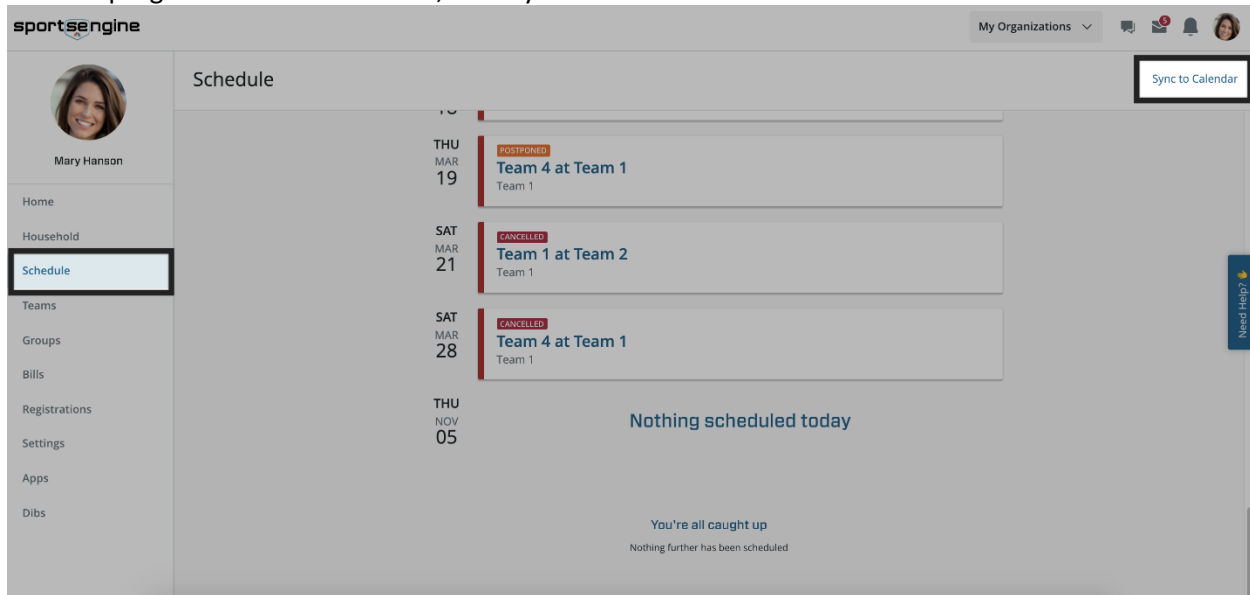 sportsengine
My Organizations
5
Schedule
Sync to Calendar
Mary Hanson
Home
Household
Schedule
Teams
Groups
Bills
Registrations
Settings
Apps
Dibs
THU
MAR
19
POSTPONED
Team 4 at Team 1
Team 1
SAT
MAR
21
CANCELLED
Team 1 at Team 2
Team 1
SAT
MAR
28
CANCELLED
Team 4 at Team 1
Team 1
THU
NOV
05
Nothing scheduled today
You're all caught up
Nothing further has been scheduled
Need Help?